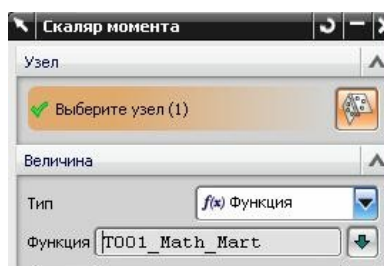 Скаляр момента
Узел
Выберите узел (1)
Величина
Тип f(x) Функция
Функция T001_Math_Mart